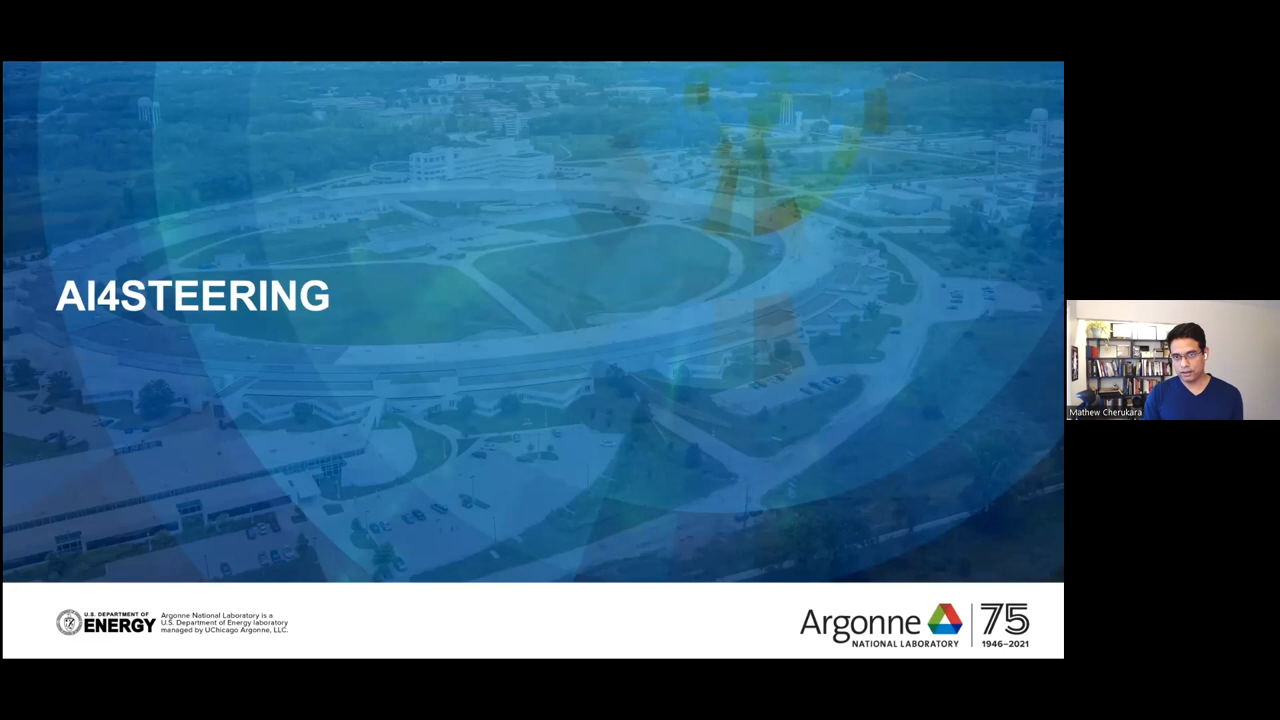 AI4STEERING
Mathew Cherukara
U.S. DEPARTMENT OF
ENERGY
Argonne National Laboratory is a
U.S. Department of Energy laboratory
managed by UChicago Argonne, LLC.
Argonne
NATIONAL LABORATORY
75
1946–2021